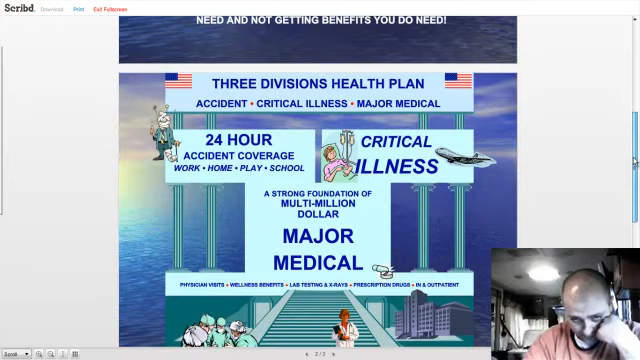 Scribd. Download Print Exit Fullscreen
NEED AND NOT GETTING BENEFITS YOU DO NEED!
THREE DIVISIONS HEALTH PLAN
ACCIDENT • CRITICAL ILLNESS • MAJOR MEDICAL
24 HOUR
ACCIDENT COVERAGE
WORK • HOME • PLAY • SCHOOL
CRITICAL
ILLNESS
A STRONG FOUNDATION OF
MULTI-MILLION
DOLLAR
MAJOR
MEDICAL
PHYSICIAN VISITS • WELLNESS BENEFITS • LAB TESTING & X-RAYS • PRESCRIPTION DRUGS • IN & OUTPATIENT
Scroll 2 / 3